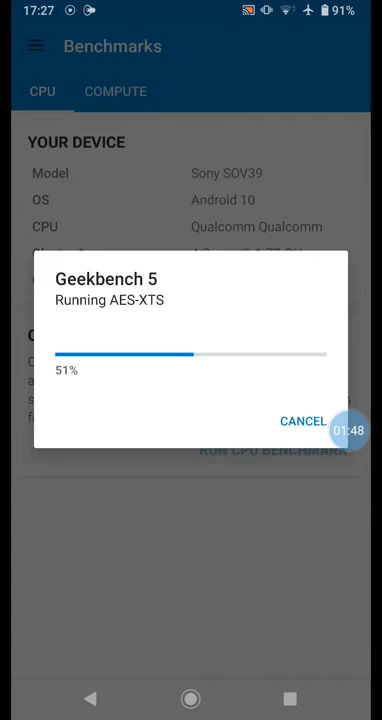 17:27 91%
Benchmarks
CPU COMPUTE
YOUR DEVICE
Model Sony SOV39
OS Android 10
CPU Qualcomm Qualcomm
Geekbench 5
Running AES-XTS
51%
CANCEL
01:48
RUN CPU BENCHMARK